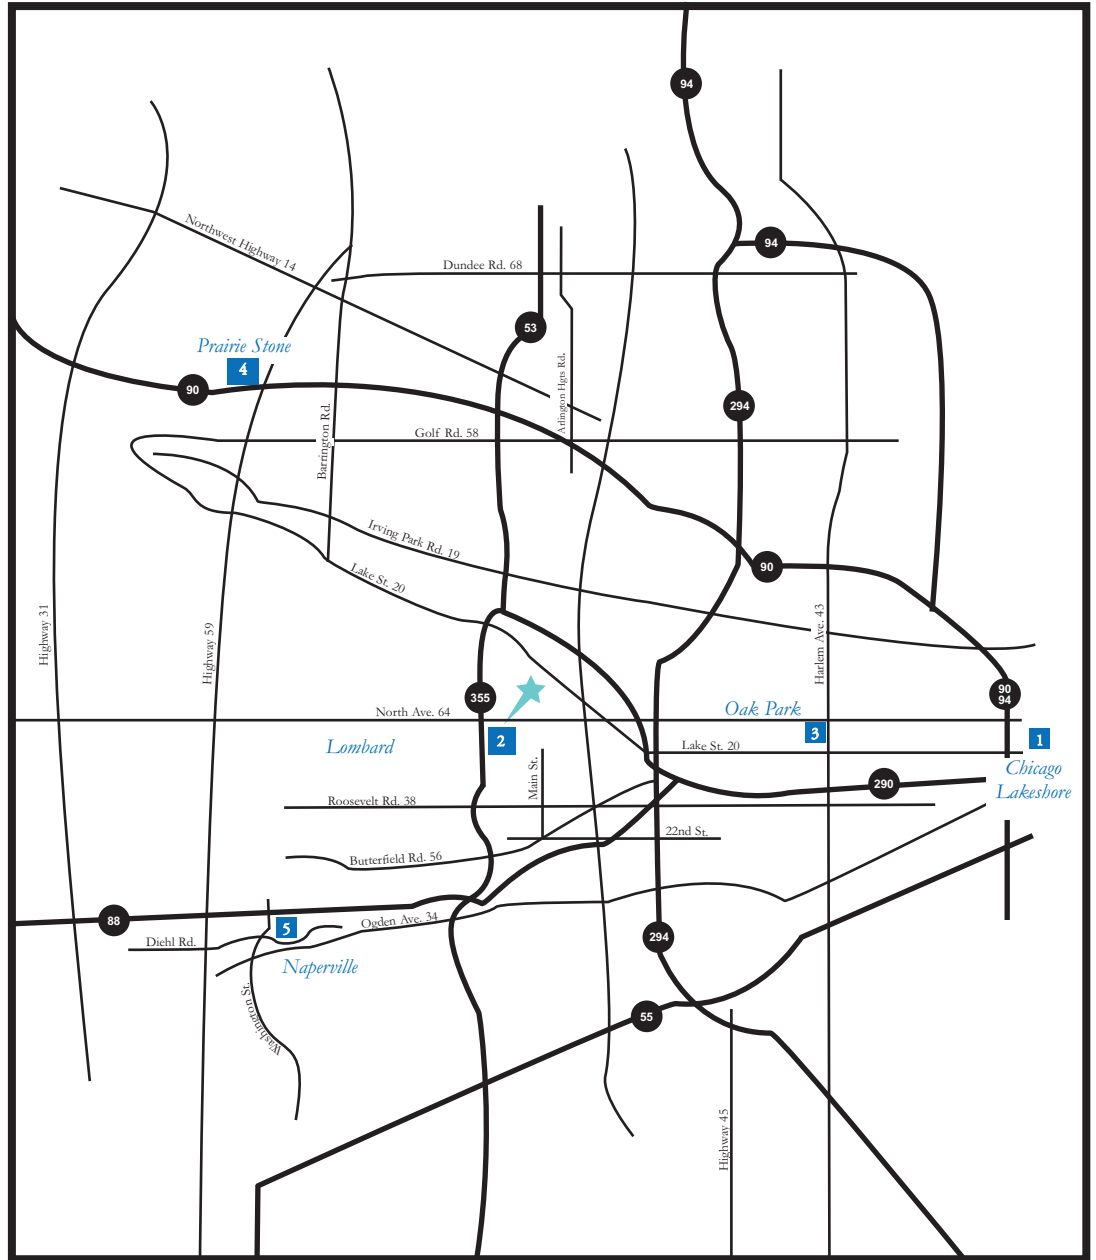 94
94
Northwest Highway 14
Dundee Rd. 68
53
Prairie Stone
4
90
Arlington Hgts Rd.
294
Barrington Rd.
Golf Rd. 58
Irving Park Rd. 19
90
Lake St. 20
Highway 31
Highway 59
Harlem Ave. 43
355
90
94
North Ave. 64
Oak Park
3
2
1
Lombard
Lake St. 20
Chicago
Lakeshore
Main St.
290
Roosevelt Rd. 38
22nd St.
Butterfield Rd. 56
88
5
Ogden Ave. 34
Diehl Rd.
294
Naperville
Washington St.
55
Highway 45